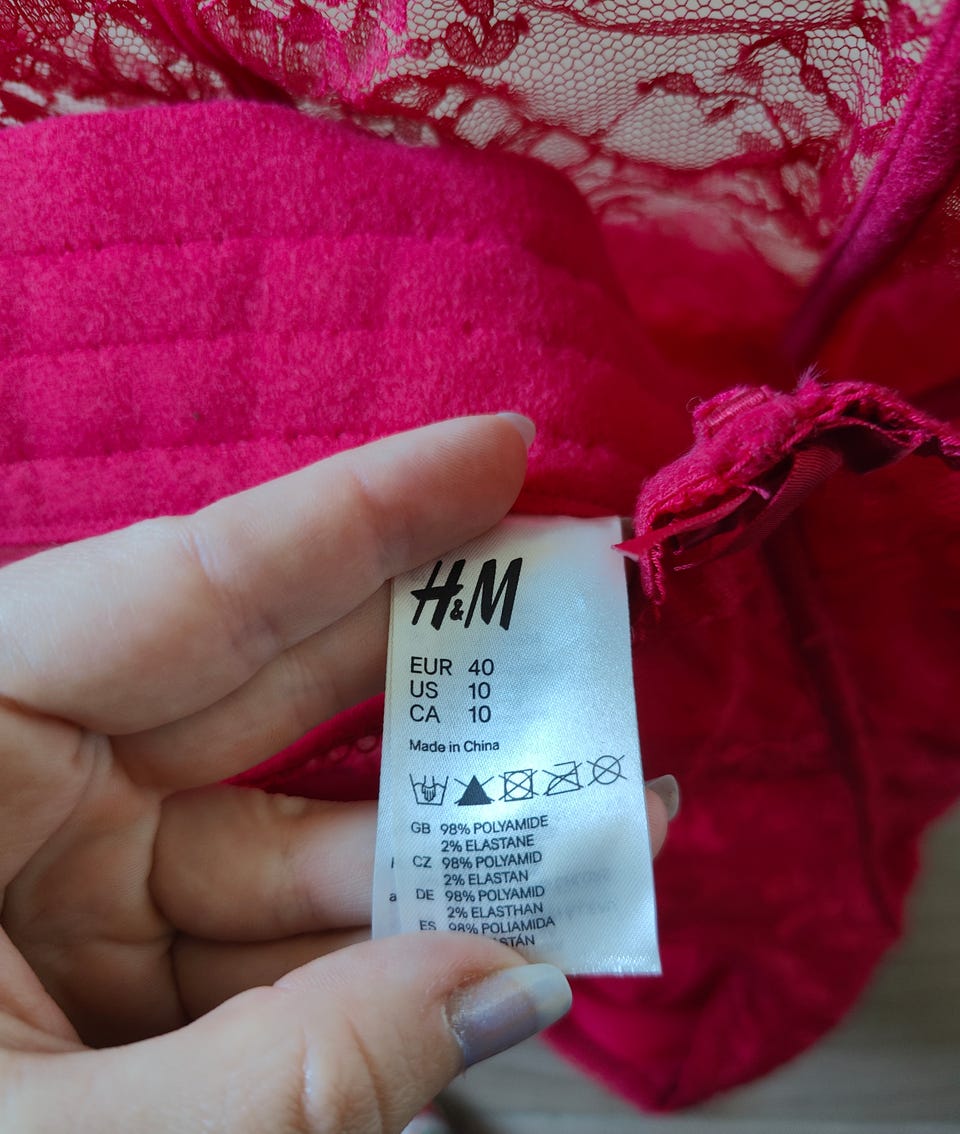 H&M
EUR 40
US 10
CA 10
Made in China
GB 98% POLYAMIDE
2% ELASTANE
CZ 98% POLYAMID
2% ELASTAN
DE 98% POLYAMID
2% ELASTHAN
ES 98% POLIAMIDA